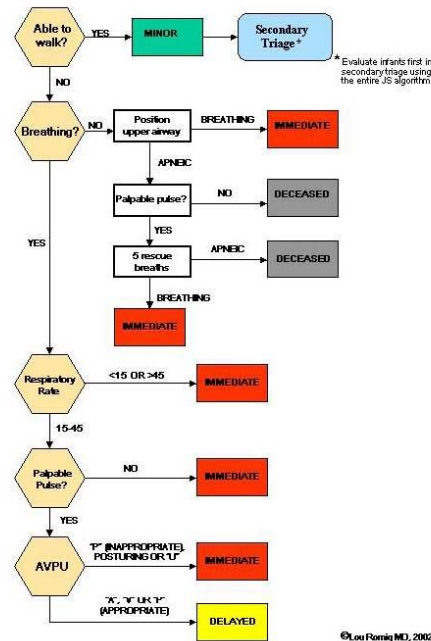 Able to
walk?
YES
MINOR
Secondary
Triage*
* Evaluate infants first in
secondary triage using
the entire JS algorithm
NO
Breathing?
NO
Position
upper airway
BREATHING
IMMEDIATE
APNEIC
Palpable pulse?
NO
DECEASED
YES
5 rescue
breaths
APNEIC
DECEASED
BREATHING
IMMEDIATE
YES
Respiratory
Rate
<15 OR >45
IMMEDIATE
15-45
Palpable
Pulse?
NO
IMMEDIATE
YES
AVPU
"P" (INAPPROPRIATE),
POSTURING OR "U"
IMMEDIATE
"A", "V" OR "P"
(APPROPRIATE)
DELAYED
©Lou Romig MD, 2002